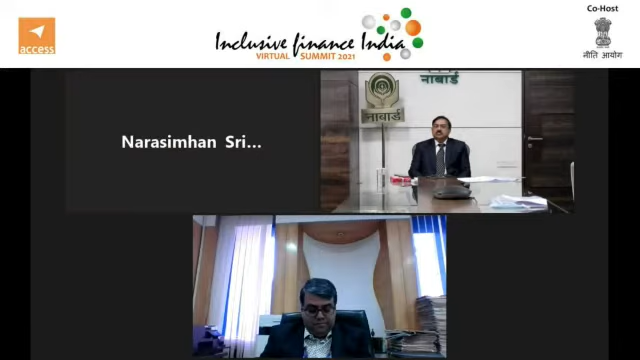 access
Inclusive finance India
VIRTUAL SUMMIT 2021
Co-Host
नीति आयोग
Narasimhan Sri...
नाबार्ड
नाबार्ड